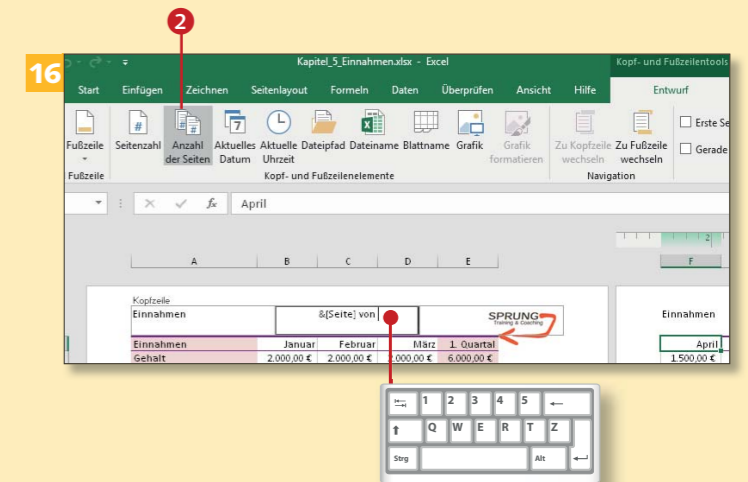 2
16
Kapitel_5_Einnahmen.xlsx - Excel
Kopf- und Fußzeilentools
Start Einfügen Zeichnen Seitenlayout Formeln Daten Überprüfen Ansicht Hilfe Entwurf
# # # 7 X
Fußzeile Seitenzahl Anzahl der Seiten Aktuelles Datum Aktuelle Uhrzeit Dateipfad Dateiname Blattname Grafik Grafik formatieren Zu Kopfzeile wechseln Zu Fußzeile wechseln
Erste Se
Gerade
Fußzeile Kopf- und Fußzeilenelemente Navigation
fx April
2
A B C D E F
Kopfzeile
Einnahmen &[Seite] von SPRUNG Einnahmen
Training & Coaching
Einnahmen Januar Februar März 1. Quartal April
Gehalt 2.000,00 € 2.000,00 € 2.000,00 € 6.000,00 € 1.500,00 €
1 2 3 4 5
Q W E R T Z
Strg Alt